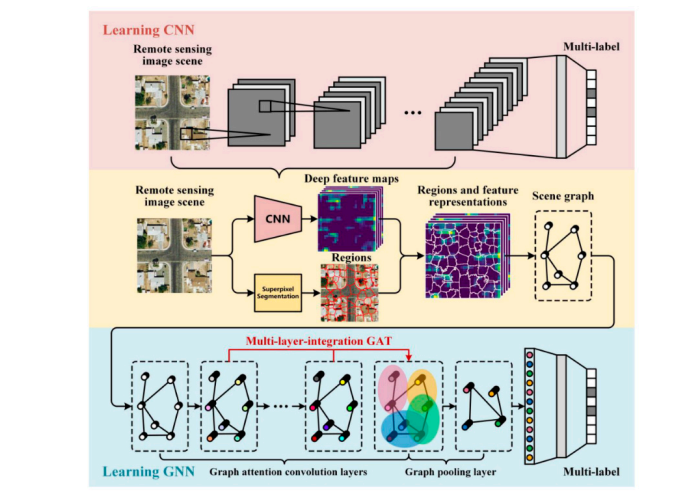 Learning CNN
Remote sensing
image scene
Multi-label
...
Remote sensing
image scene
CNN
Superpixel
Segmentation
Deep feature maps
Regions
Regions and feature
representations
Scene graph
Multi-layer-integration GAT
Learning GNN
Graph attention convolution layers
Graph pooling layer
Multi-label